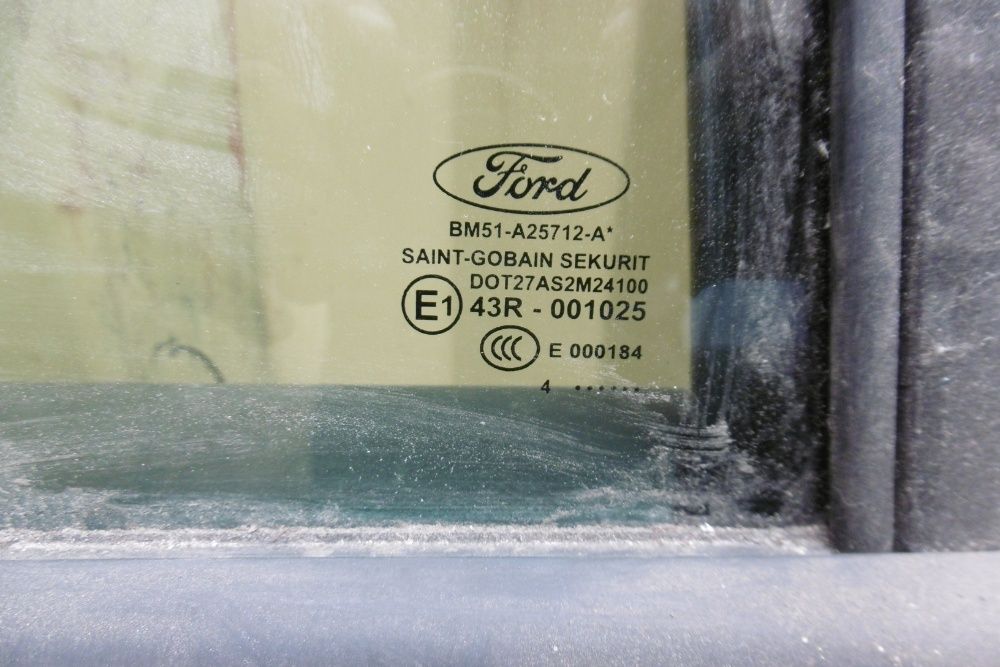 Ford
BM51-A25712-A*
SAINT-GOBAIN SEKURIT
DOT27AS2M24100
E1 43R - 001025
CCC E 000184
4 ••••••